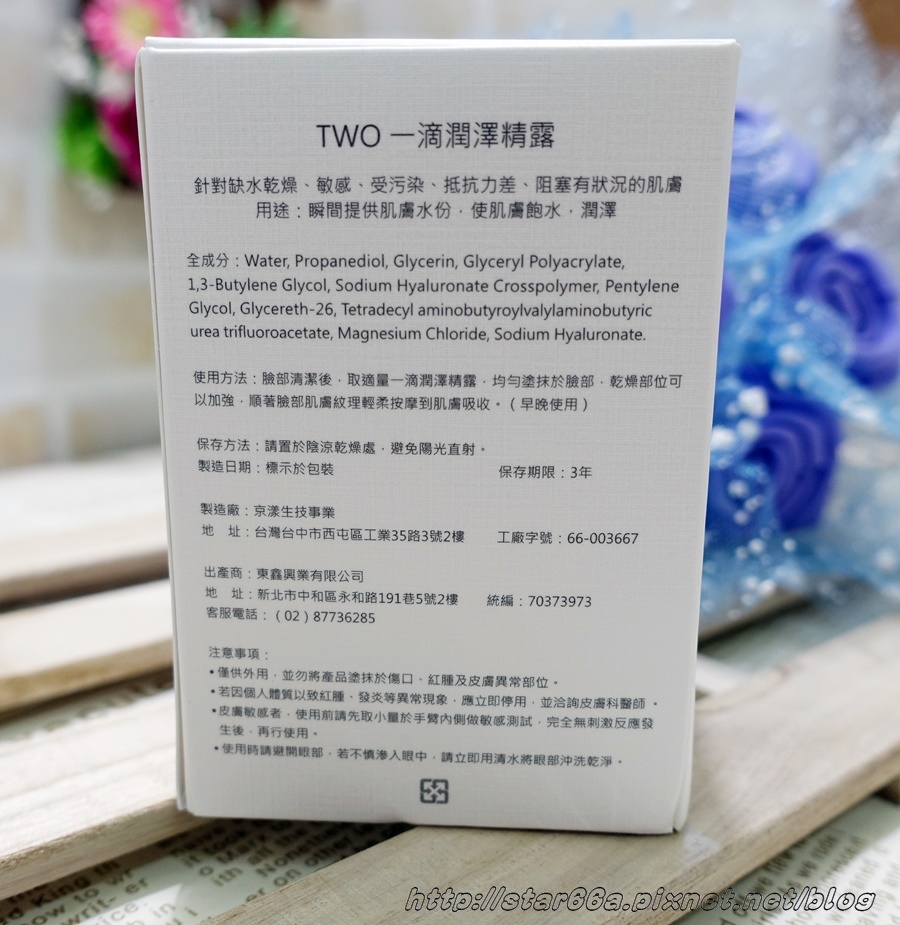 TWO 一滴潤澤精露
針對缺水乾燥、敏感、受污染、抵抗力差、阻塞有狀況的肌膚
用途：瞬間提供肌膚水份，使肌膚飽水，潤澤
全成分：Water, Propanediol, Glycerin, Glyceryl Polyacrylate,
1,3-Butylene Glycol, Sodium Hyaluronate Crosspolymer, Pentylene
Glycol, Glycereth-26, Tetradecyl aminobutyroylvalylaminobutyric
urea trifluoroacetate, Magnesium Chloride, Sodium Hyaluronate.
使用方法：臉部清潔後，取適量一滴潤澤精露，均勻塗抹於臉部，乾燥部位可
以加強，順著臉部肌膚紋理輕柔按摩到肌膚吸收。（早晚使用）
保存方法：請置於陰涼乾燥處，避免陽光直射。
製造日期：標示於包裝 保存期限：3年
製造廠：京漾生技事業
地 址：台灣台中市西屯區工業35路3號2樓 工廠字號：66-003667
出產商：東鑫興業有限公司
地 址：新北市中和區永和路191巷5號2樓 統編：70373973
客服電話：（02）87736285
注意事項：
•僅供外用，並勿將產品塗抹於傷口、紅腫及皮膚異常部位。
•若因個人體質以致紅腫、發炎等異常現象，應立即停用，並洽詢皮膚科醫師。
•皮膚敏感者，使用前請先取小量於手臂內側做敏感測試，完全無刺激反應發
生後，再行使用。
•使用時請避開眼部，若不慎滲入眼中，請立即用清水將眼部沖洗乾淨。
http://star66a.pixnet.net/blog